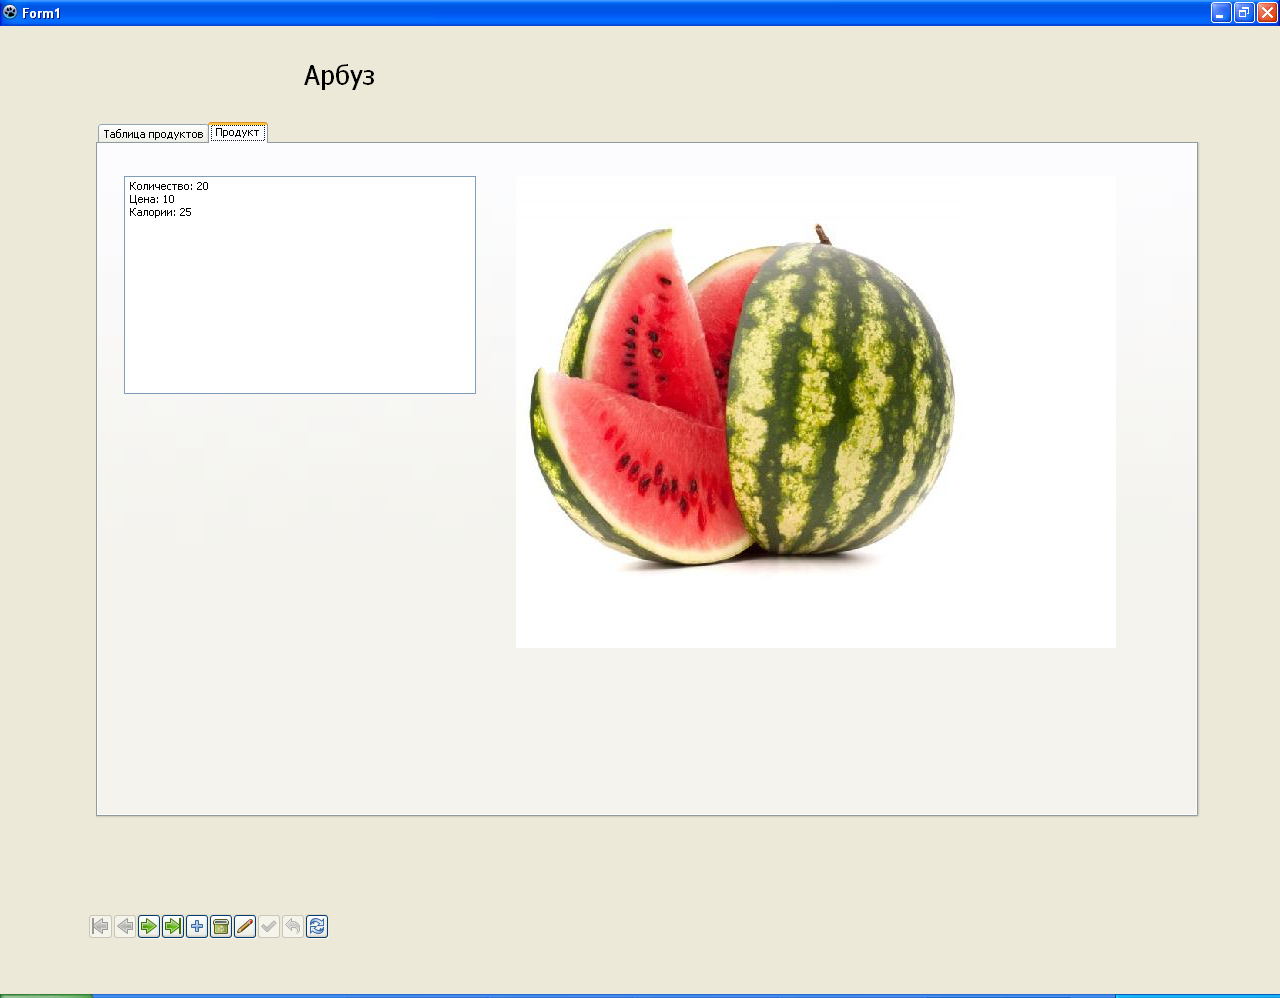 Form1
Арбуз
Таблица продуктов
Продукт
Количество: 20
Цена: 10
Калории: 25